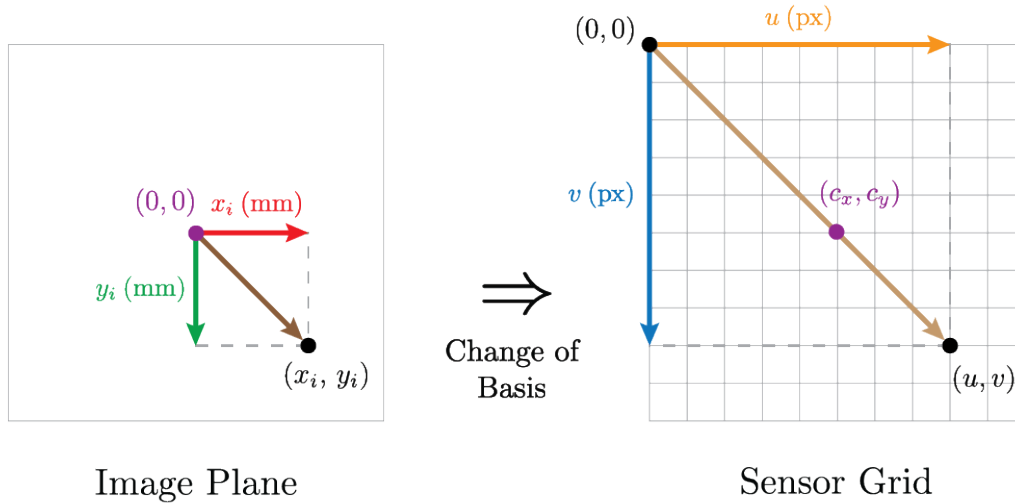 (0, 0)
x_i (mm)
y_i (mm)
(x_i, y_i)
Image Plane
⇒
Change of
Basis
(0, 0)
u (px)
v (px)
(c_x, c_y)
(u, v)
Sensor Grid